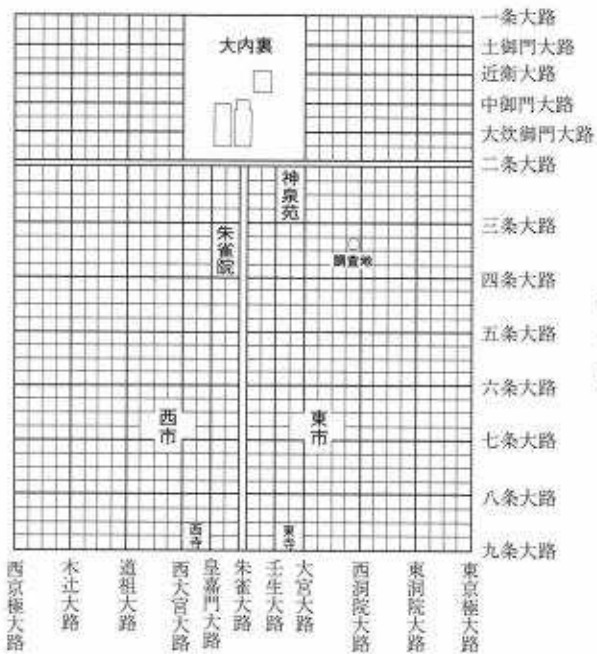 一条大路
土御門大路
近衛大路
中御門大路
大炊御門大路
二条大路
三条大路
四条大路
五条大路
六条大路
七条大路
八条大路
九条大路
大内裏
神泉苑
朱雀院
調査地
西市
東市
西寺
東寺
西京極大路
木辻大路
道祖大路
西大宮大路
皇嘉門大路
朱雀大路
壬生大路
大宮大路
西洞院大路
東洞院大路
東京極大路